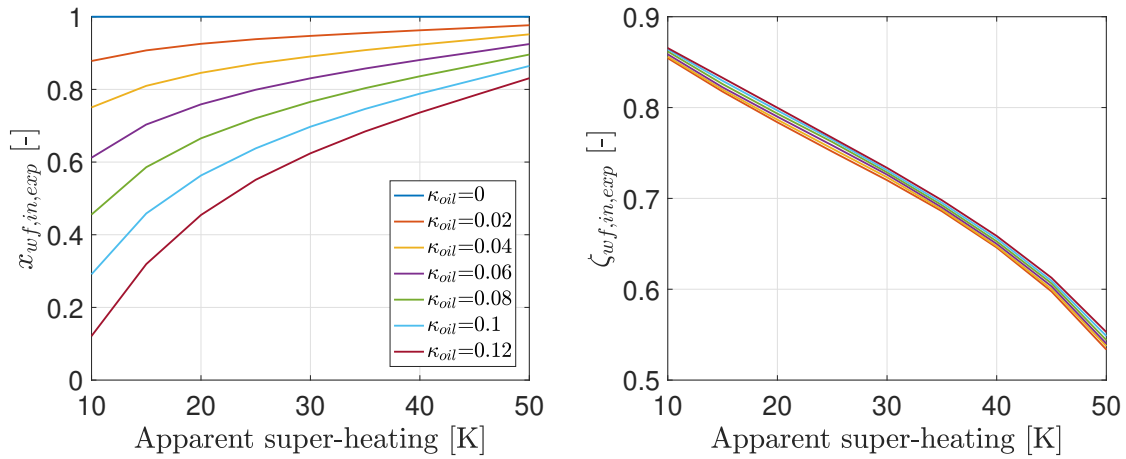 1
0.8
0.6
0.4
0.2
0
x_{wf,in,exp} [-]
κ_{oil}=0
κ_{oil}=0.02
κ_{oil}=0.04
κ_{oil}=0.06
κ_{oil}=0.08
κ_{oil}=0.1
κ_{oil}=0.12
10 20 30 40 50
Apparent super-heating [K]
0.9
0.8
0.7
0.6
0.5
ζ_{wf,in,exp} [-]
10 20 30 40 50
Apparent super-heating [K]